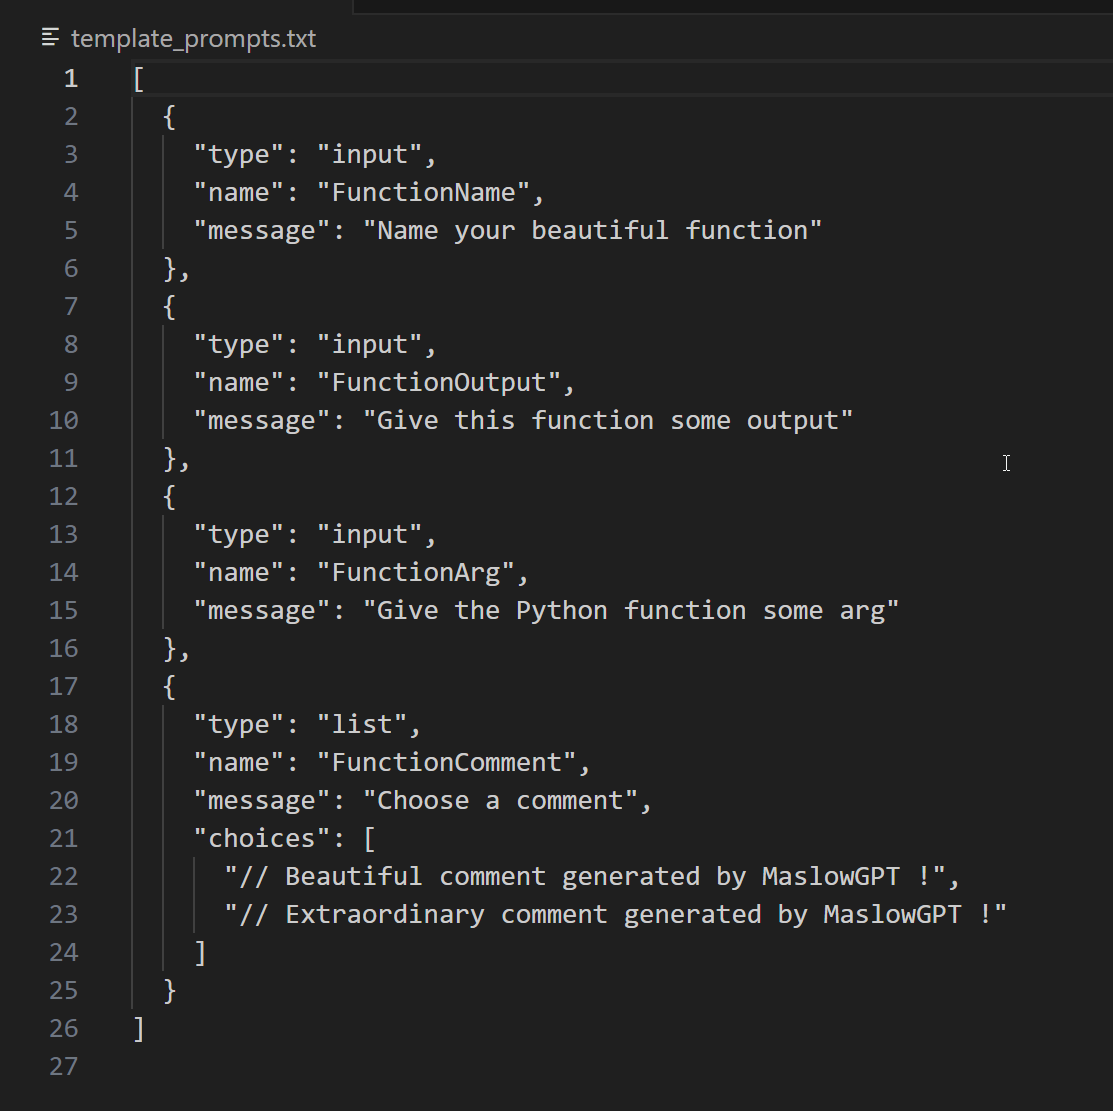 template_prompts.txt
1 [
2 {
3 "type": "input",
4 "name": "FunctionName",
5 "message": "Name your beautiful function"
6 },
7 {
8 "type": "input",
9 "name": "FunctionOutput",
10 "message": "Give this function some output"
11 },
12 {
13 "type": "input",
14 "name": "FunctionArg",
15 "message": "Give the Python function some arg"
16 },
17 {
18 "type": "list",
19 "name": "FunctionComment",
20 "message": "Choose a comment",
21 "choices": [
22 "// Beautiful comment generated by MaslowGPT !",
23 "// Extraordinary comment generated by MaslowGPT !"
24 ]
25 }
26 ]
27